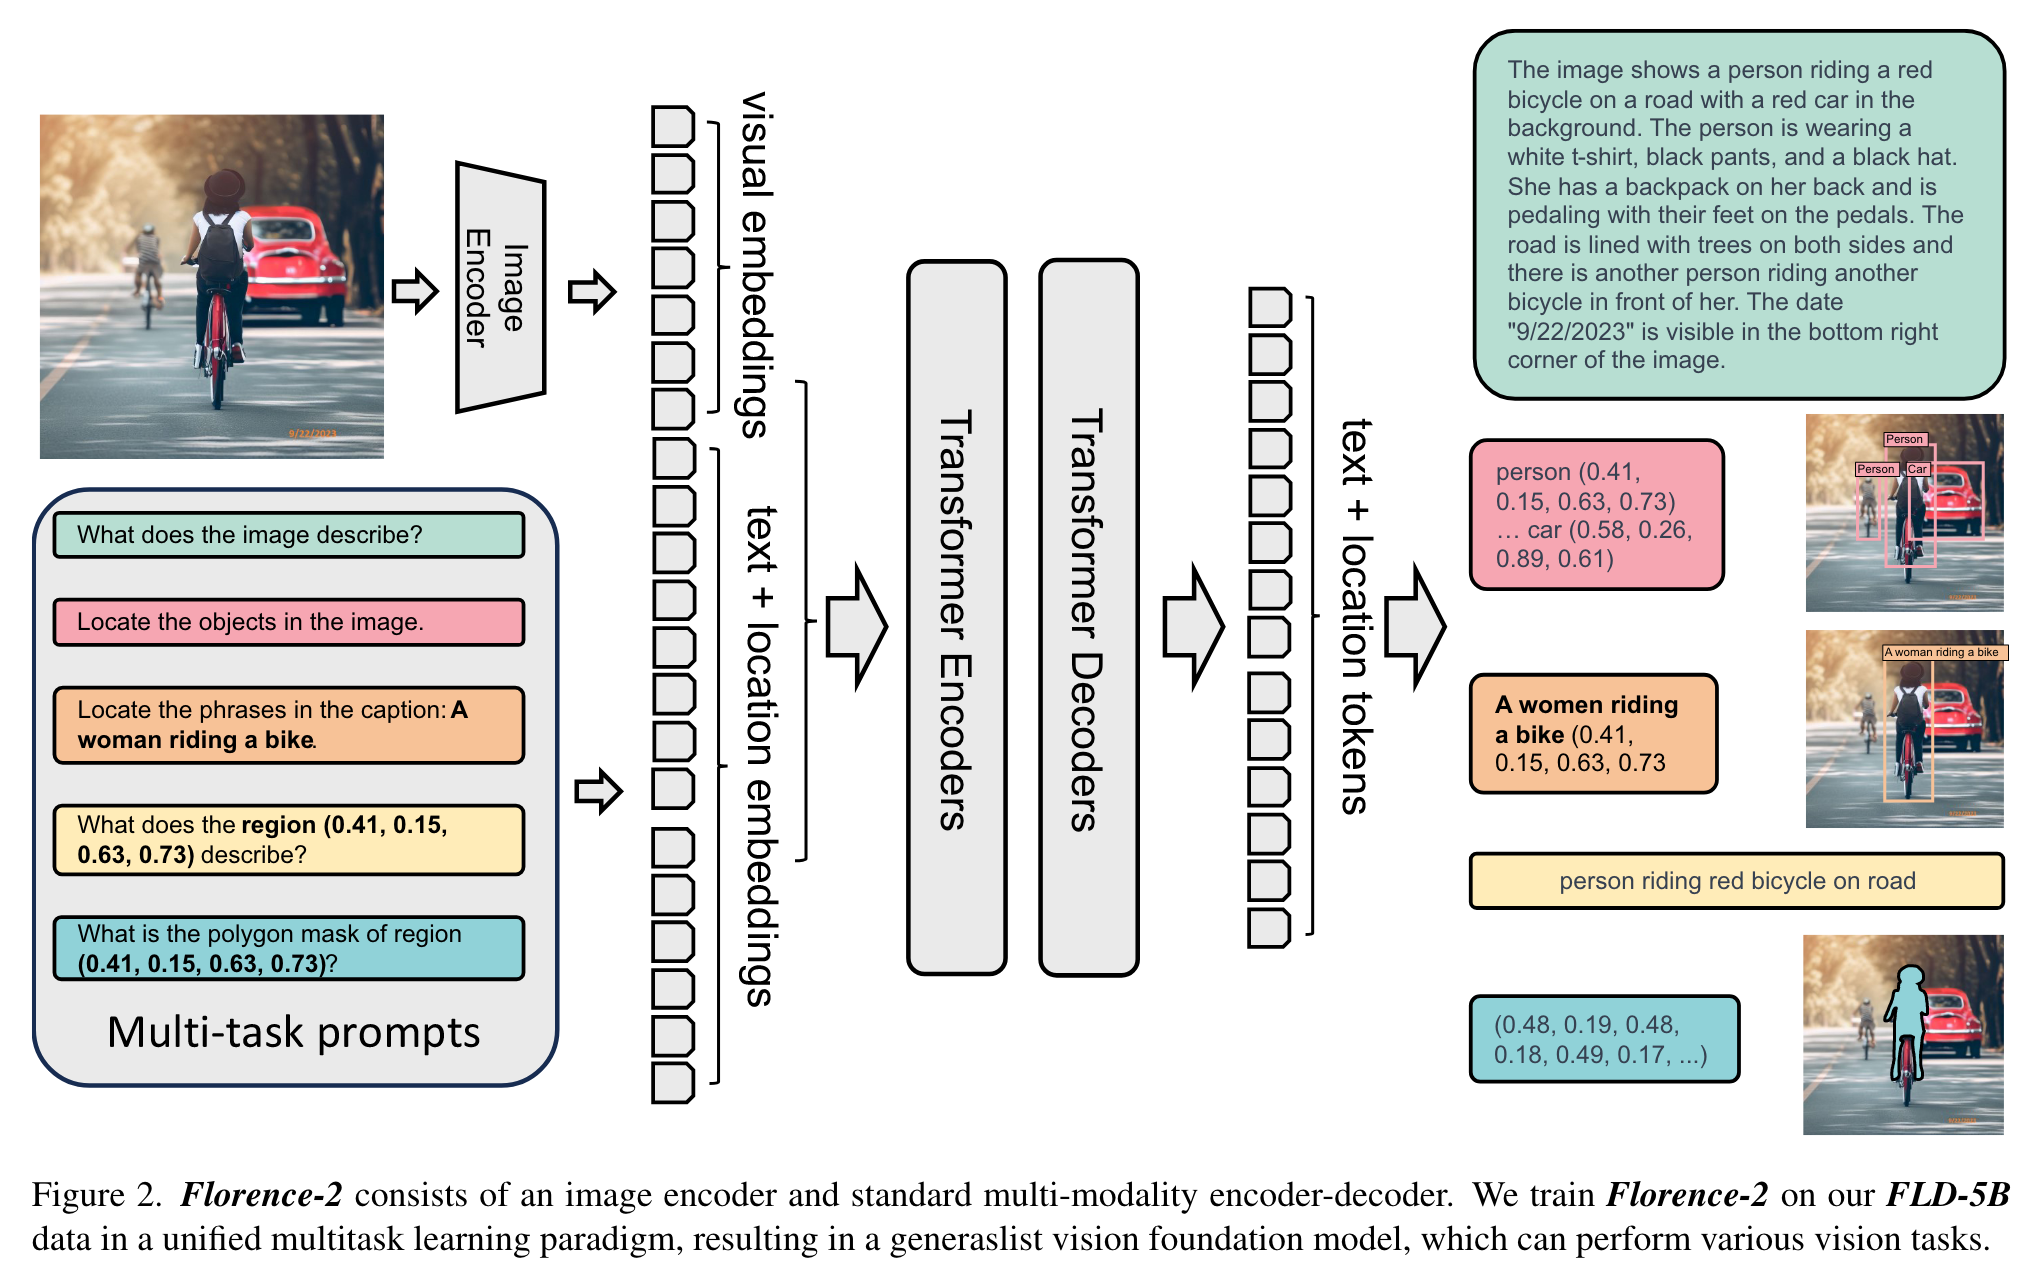 9/22/2023
Image
Encoder
visual embeddings
What does the image describe?
Locate the objects in the image.
Locate the phrases in the caption: A
woman riding a bike.
What does the region (0.41, 0.15,
0.63, 0.73) describe?
What is the polygon mask of region
(0.41, 0.15, 0.63, 0.73)?
Multi-task prompts
text + location embeddings
Transformer Encoders
Transformer Decoders
text + location tokens
The image shows a person riding a red
bicycle on a road with a red car in the
background. The person is wearing a
white t-shirt, black pants, and a black hat.
She has a backpack on her back and is
pedaling with their feet on the pedals. The
road is lined with trees on both sides and
there is another person riding another
bicycle in front of her. The date
"9/22/2023" is visible in the bottom right
corner of the image.
person (0.41,
0.15, 0.63, 0.73)
... car (0.58, 0.26,
0.89, 0.61)
Person
Person
Car
A women riding
a bike (0.41,
0.15, 0.63, 0.73
A woman riding a bike
person riding red bicycle on road
(0.48, 0.19, 0.48,
0.18, 0.49, 0.17, ...)
Figure 2. Florence-2 consists of an image encoder and standard multi-modality encoder-decoder. We train Florence-2 on our FLD-5B
data in a unified multitask learning paradigm, resulting in a generaslist vision foundation model, which can perform various vision tasks.